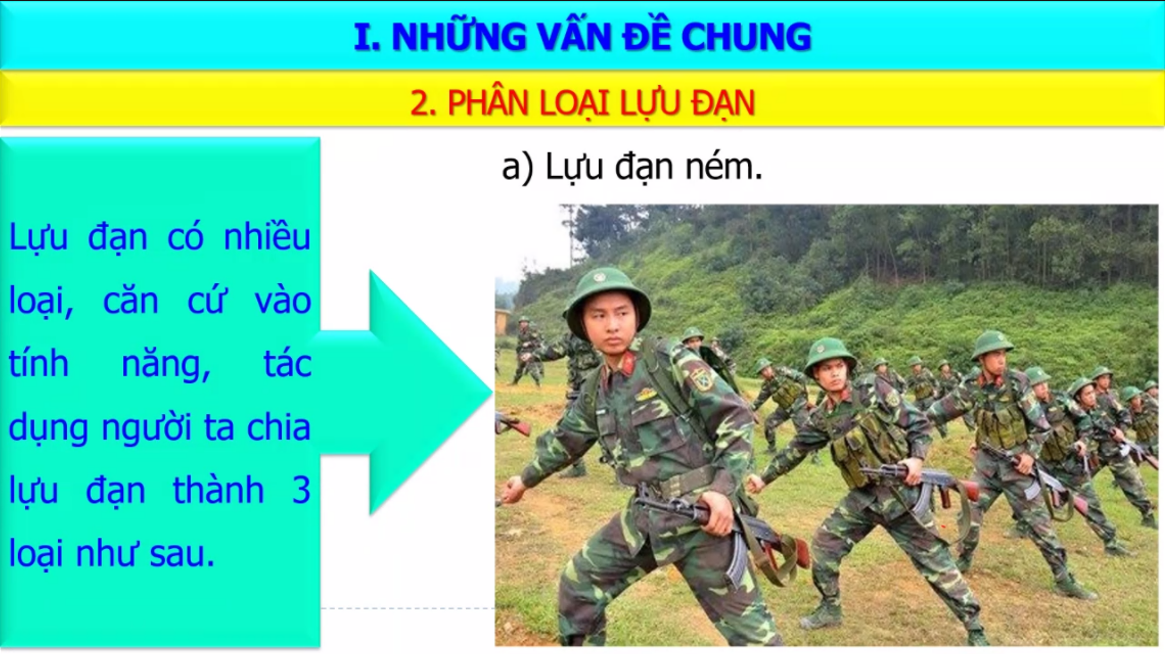 I. NHỮNG VẤN ĐỀ CHUNG
2. PHÂN LOẠI LỰU ĐẠN
a) Lựu đạn ném.
Lựu đạn có nhiều
loại, căn cứ vào
tính năng, tác
dụng người ta chia
lựu đạn thành 3
loại như sau.